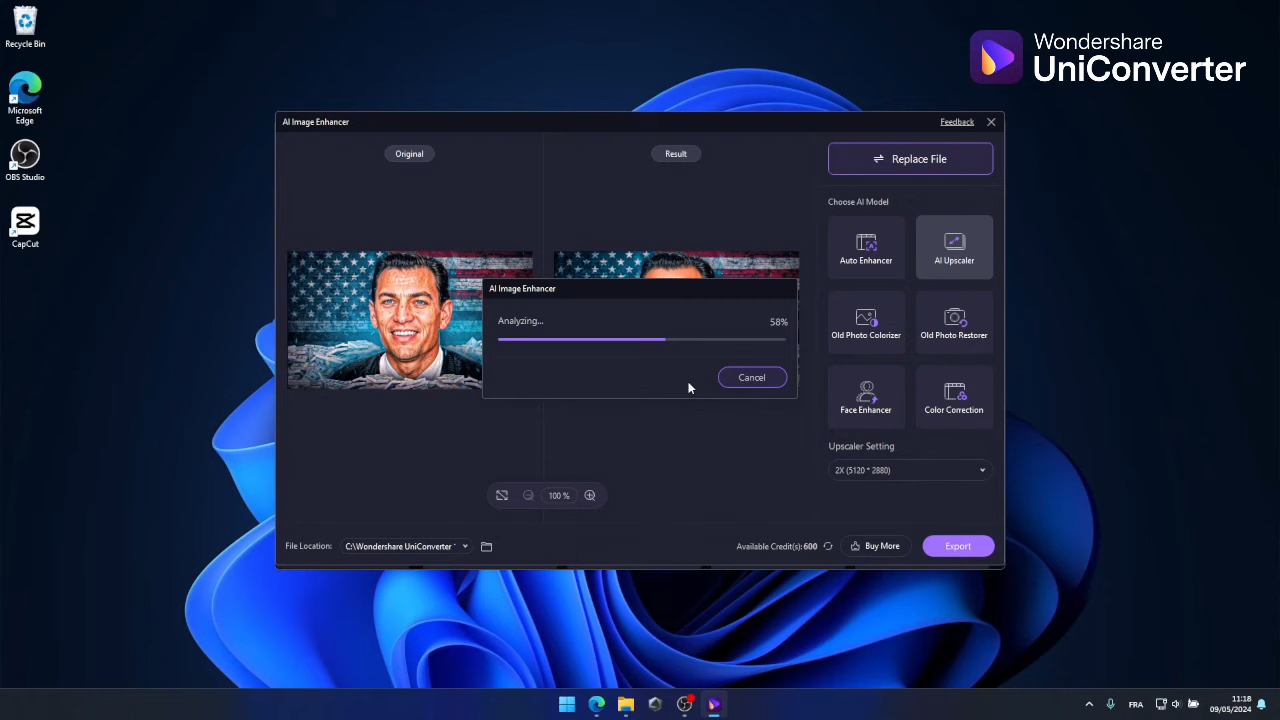 Recycle Bin
Microsoft
Edge
OBS Studio
CapCut
Wondershare
UniConverter
AI Image Enhancer
Feedback
Original
Result
Replace File
Choose AI Model
Auto Enhancer
AI Upscaler
Old Photo Colorizer
Old Photo Restorer
Face Enhancer
Color Correction
Upscaler Setting
2X (5120 * 2880)
AI Image Enhancer
Analyzing...
58%
Cancel
100 %
File Location:
C:\Wondershare UniConverter
Available Credit(s): 600
Buy More
Export
FRA
11:18
09/05/2024